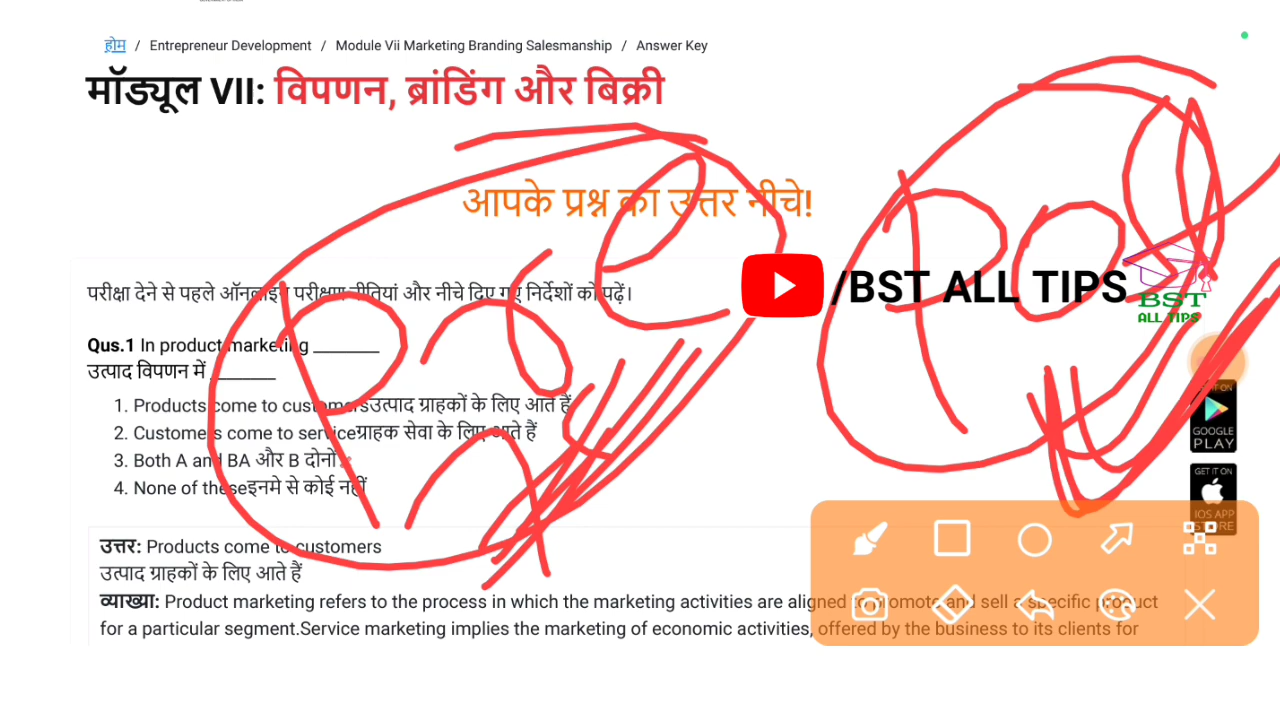 होम / Entrepreneur Development / Module Vii Marketing Branding Salesmanship / Answer Key
मॉड्यूल VII: विपणन, ब्रांडिंग और बिक्री
आपके प्रश्न का उत्तर नीचे!
/BST ALL TIPS
BST
ALL TIPS
परीक्षा देने से पहले ऑनलाइन परीक्षण नीतियां और नीचे दिए गए निर्देशों को पढ़ें।
Qus.1 In product marketing ________
उत्पाद विपणन में ________
1. Products come to customersउत्पाद ग्राहकों के लिए आते हैं
2. Customers come to serviceग्राहक सेवा के लिए आते हैं
3. Both A and BA और B दोनों
4. None of theseइनमे से कोई नहीं
GET IT ON
GOOGLE
PLAY
GET IT ON
IOS APP
STORE
उत्तर: Products come to customers
उत्पाद ग्राहकों के लिए आते हैं
व्याख्या: Product marketing refers to the process in which the marketing activities are aligned to promote and sell a specific product
for a particular segment.Service marketing implies the marketing of economic activities, offered by the business to its clients for